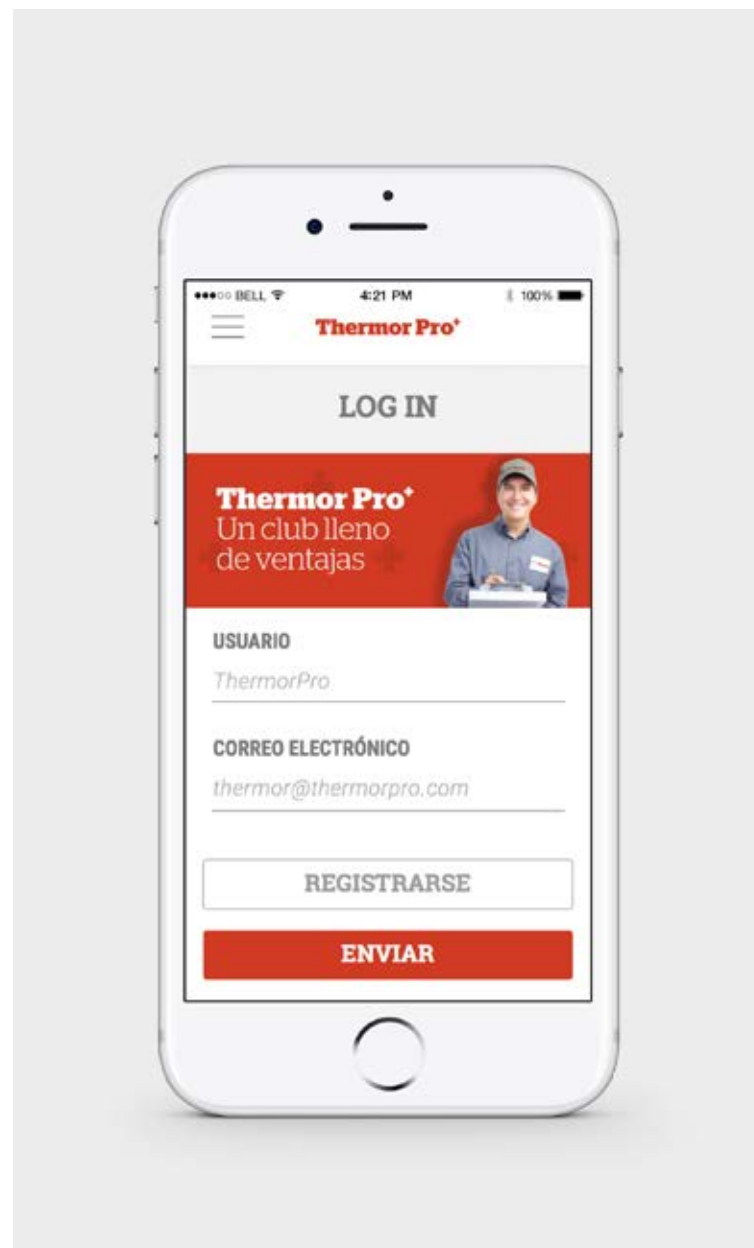 BELL 4:21 PM 100%
Thermor Pro+
LOG IN
Thermor Pro+
Un club lleno
de ventajas
USUARIO
ThermorPro
CORREO ELECTRÓNICO
thermor@thermorpro.com
REGISTRARSE
ENVIAR